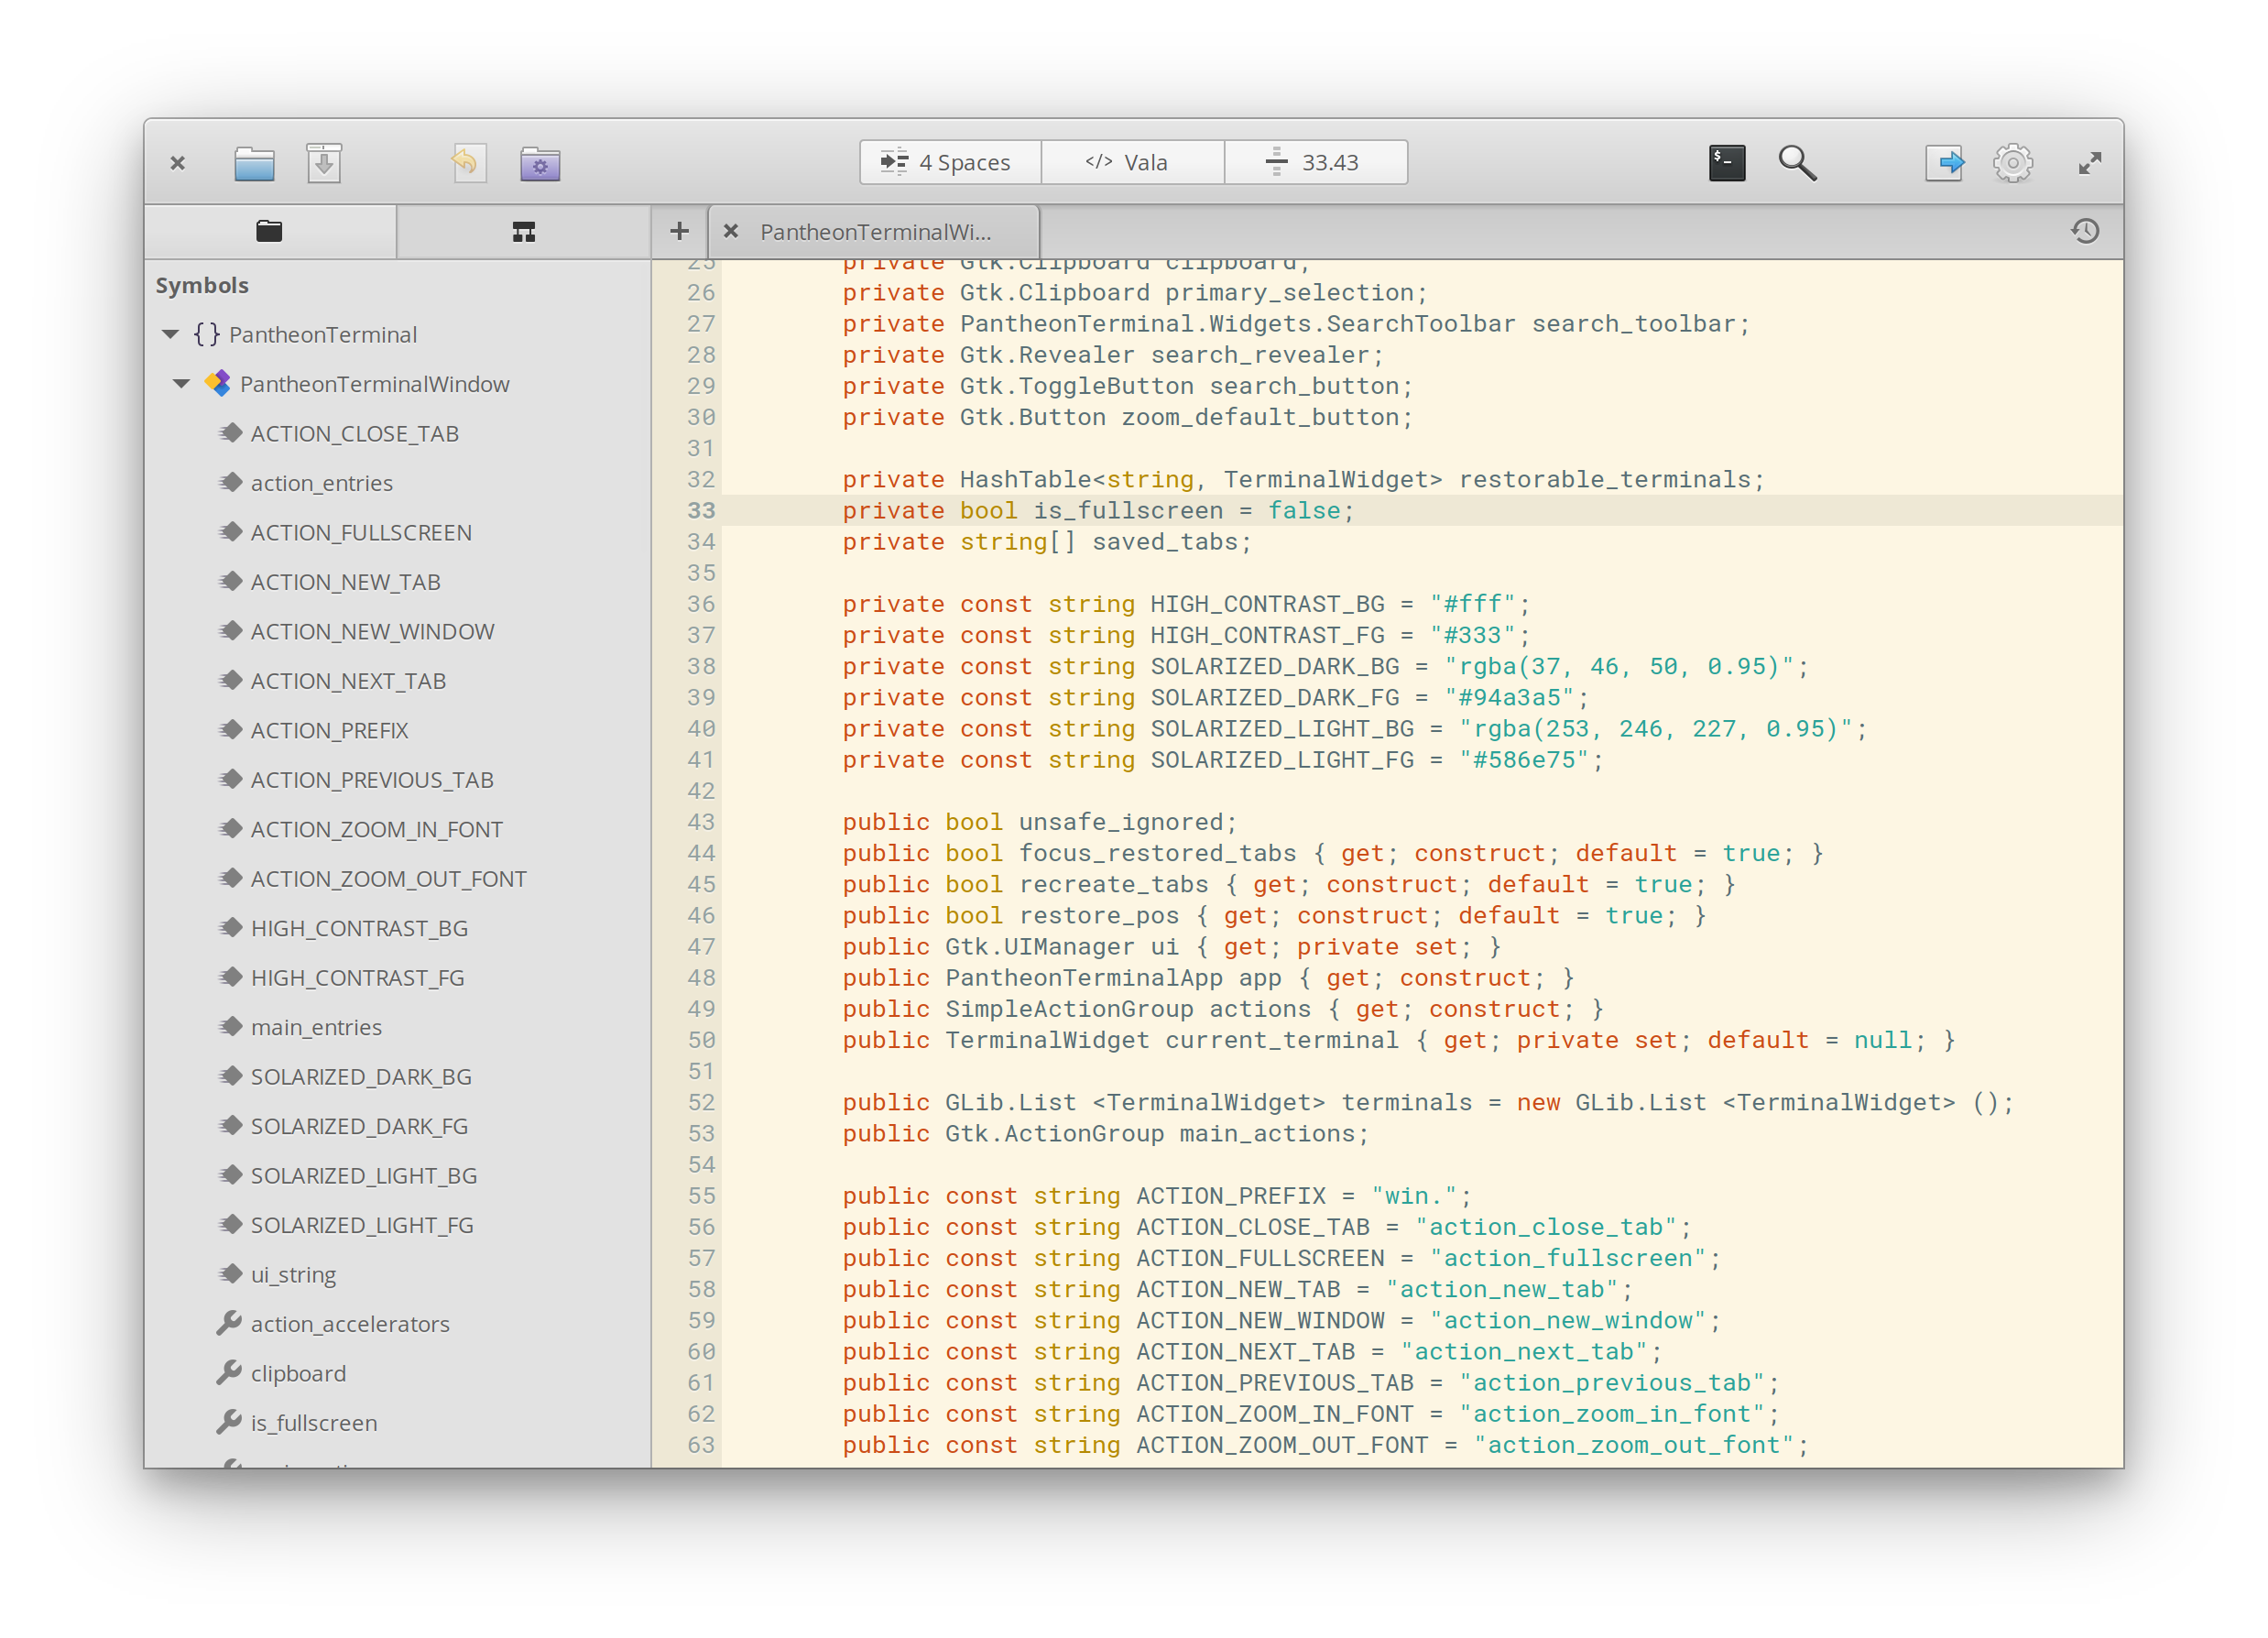 4 Spaces
</> Vala
33.43
PantheonTerminalWi...
Symbols
PantheonTerminal
PantheonTerminalWindow
ACTION_CLOSE_TAB
action_entries
ACTION_FULLSCREEN
ACTION_NEW_TAB
ACTION_NEW_WINDOW
ACTION_NEXT_TAB
ACTION_PREFIX
ACTION_PREVIOUS_TAB
ACTION_ZOOM_IN_FONT
ACTION_ZOOM_OUT_FONT
HIGH_CONTRAST_BG
HIGH_CONTRAST_FG
main_entries
SOLARIZED_DARK_BG
SOLARIZED_DARK_FG
SOLARIZED_LIGHT_BG
SOLARIZED_LIGHT_FG
ui_string
action_accelerators
clipboard
is_fullscreen
25 private Gtk.Clipboard clipboard;
26 private Gtk.Clipboard primary_selection;
27 private PantheonTerminal.Widgets.SearchToolbar search_toolbar;
28 private Gtk.Revealer search_revealer;
29 private Gtk.ToggleButton search_button;
30 private Gtk.Button zoom_default_button;
31
32 private HashTable<string, TerminalWidget> restorable_terminals;
33 private bool is_fullscreen = false;
34 private string[] saved_tabs;
35
36 private const string HIGH_CONTRAST_BG = "#fff";
37 private const string HIGH_CONTRAST_FG = "#333";
38 private const string SOLARIZED_DARK_BG = "rgba(37, 46, 50, 0.95)";
39 private const string SOLARIZED_DARK_FG = "#94a3a5";
40 private const string SOLARIZED_LIGHT_BG = "rgba(253, 246, 227, 0.95)";
41 private const string SOLARIZED_LIGHT_FG = "#586e75";
42
43 public bool unsafe_ignored;
44 public bool focus_restored_tabs { get; construct; default = true; }
45 public bool recreate_tabs { get; construct; default = true; }
46 public bool restore_pos { get; construct; default = true; }
47 public Gtk.UIManager ui { get; private set; }
48 public PantheonTerminalApp app { get; construct; }
49 public SimpleActionGroup actions { get; construct; }
50 public TerminalWidget current_terminal { get; private set; default = null; }
51
52 public GLib.List <TerminalWidget> terminals = new GLib.List <TerminalWidget> ();
53 public Gtk.ActionGroup main_actions;
54
55 public const string ACTION_PREFIX = "win.";
56 public const string ACTION_CLOSE_TAB = "action_close_tab";
57 public const string ACTION_FULLSCREEN = "action_fullscreen";
58 public const string ACTION_NEW_TAB = "action_new_tab";
59 public const string ACTION_NEW_WINDOW = "action_new_window";
60 public const string ACTION_NEXT_TAB = "action_next_tab";
61 public const string ACTION_PREVIOUS_TAB = "action_previous_tab";
62 public const string ACTION_ZOOM_IN_FONT = "action_zoom_in_font";
63 public const string ACTION_ZOOM_OUT_FONT = "action_zoom_out_font";